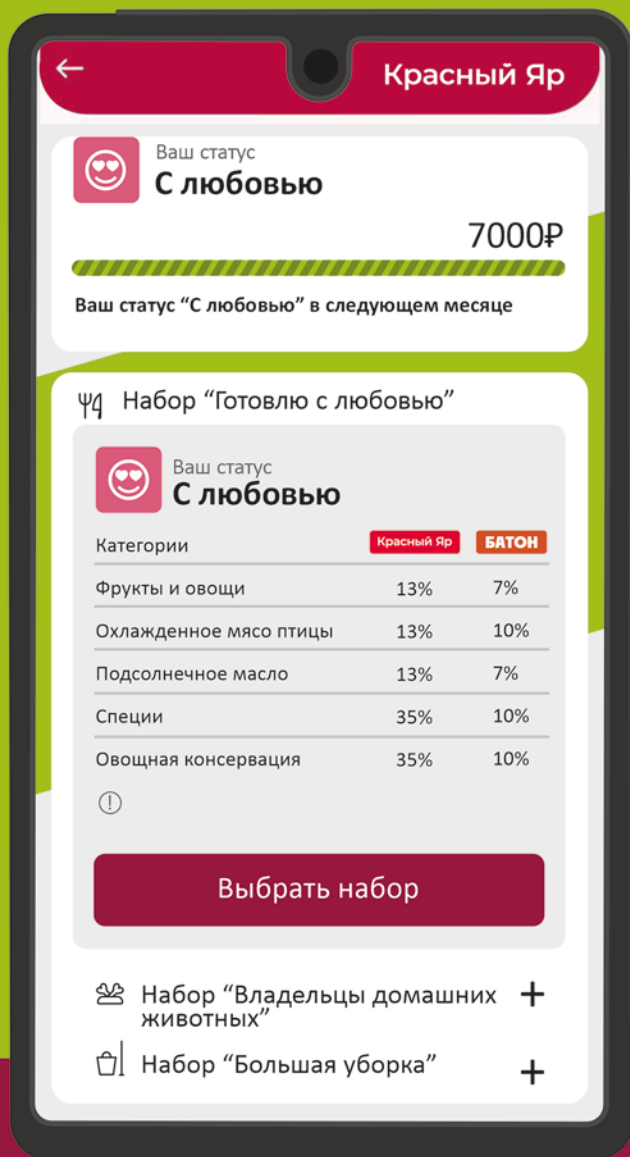 Красный Яр
Ваш статус
С любовью
7000₽
Ваш статус “С любовью” в следующем месяце
Набор “Готовлю с любовью”
Ваш статус
С любовью
Категории Красный Яр БАТОН
Фрукты и овощи 13% 7%
Охлажденное мясо птицы 13% 10%
Подсолнечное масло 13% 7%
Специи 35% 10%
Овощная консервация 35% 10%
Выбрать набор
Набор “Владельцы домашних
животных”
Набор “Большая уборка”